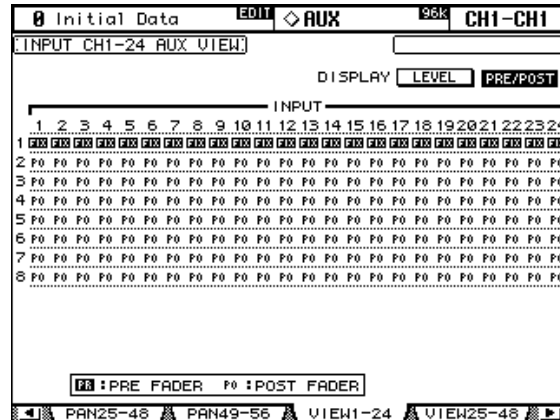 0 Initial Data EDIT ◇AUX 96k CH1-CH1
INPUT CH1-24 AUX VIEW
DISPLAY LEVEL PRE/POST
INPUT
1 2 3 4 5 6 7 8 9 10 11 12 13 14 15 16 17 18 19 20 21 22 23 24
1 FIX FIX FIX FIX FIX FIX FIX FIX FIX FIX FIX FIX FIX FIX FIX FIX FIX FIX FIX FIX FIX FIX FIX FIX
2 PO PO PO PO PO PO PO PO PO PO PO PO PO PO PO PO PO PO PO PO PO PO PO PO
3 PO PO PO PO PO PO PO PO PO PO PO PO PO PO PO PO PO PO PO PO PO PO PO PO
4 PO PO PO PO PO PO PO PO PO PO PO PO PO PO PO PO PO PO PO PO PO PO PO PO
5 PO PO PO PO PO PO PO PO PO PO PO PO PO PO PO PO PO PO PO PO PO PO PO PO
6 PO PO PO PO PO PO PO PO PO PO PO PO PO PO PO PO PO PO PO PO PO PO PO PO
7 PO PO PO PO PO PO PO PO PO PO PO PO PO PO PO PO PO PO PO PO PO PO PO PO
8 PO PO PO PO PO PO PO PO PO PO PO PO PO PO PO PO PO PO PO PO PO PO PO PO
PR :PRE FADER PO :POST FADER
PAN25-48 PAN49-56 VIEW1-24 VIEW25-48